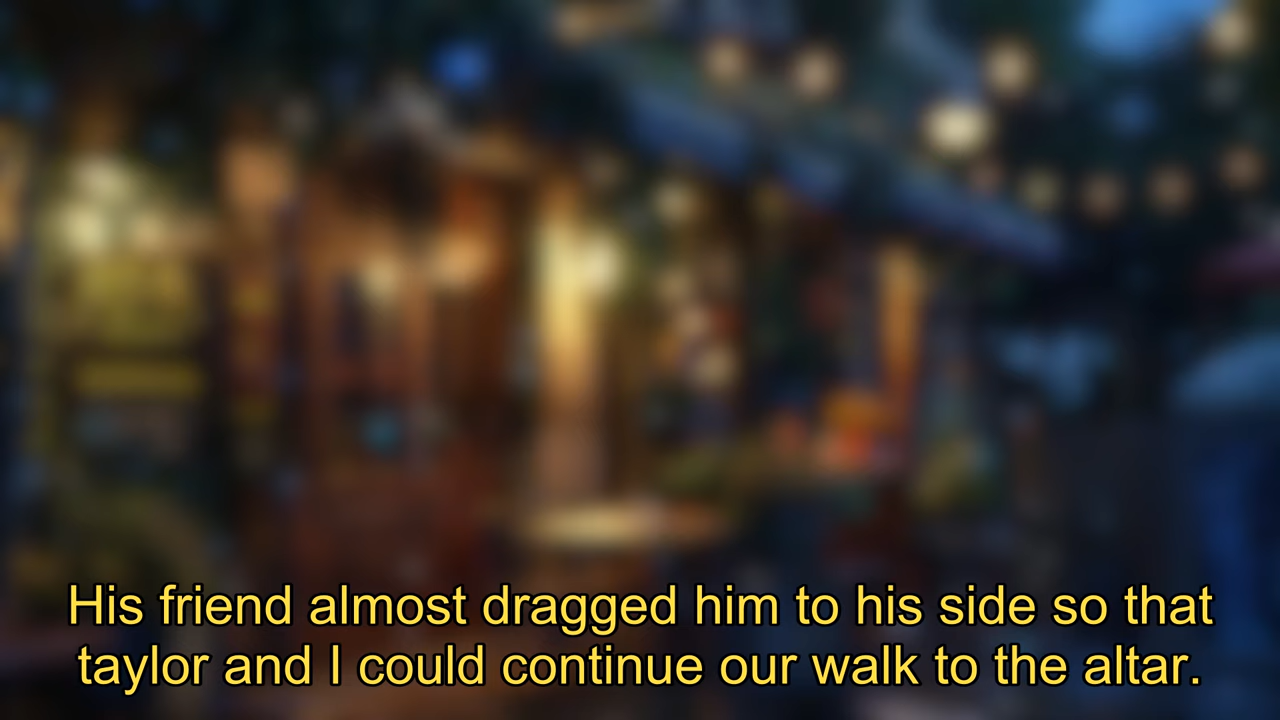 His friend almost dragged him to his side so that
taylor and I could continue our walk to the altar.